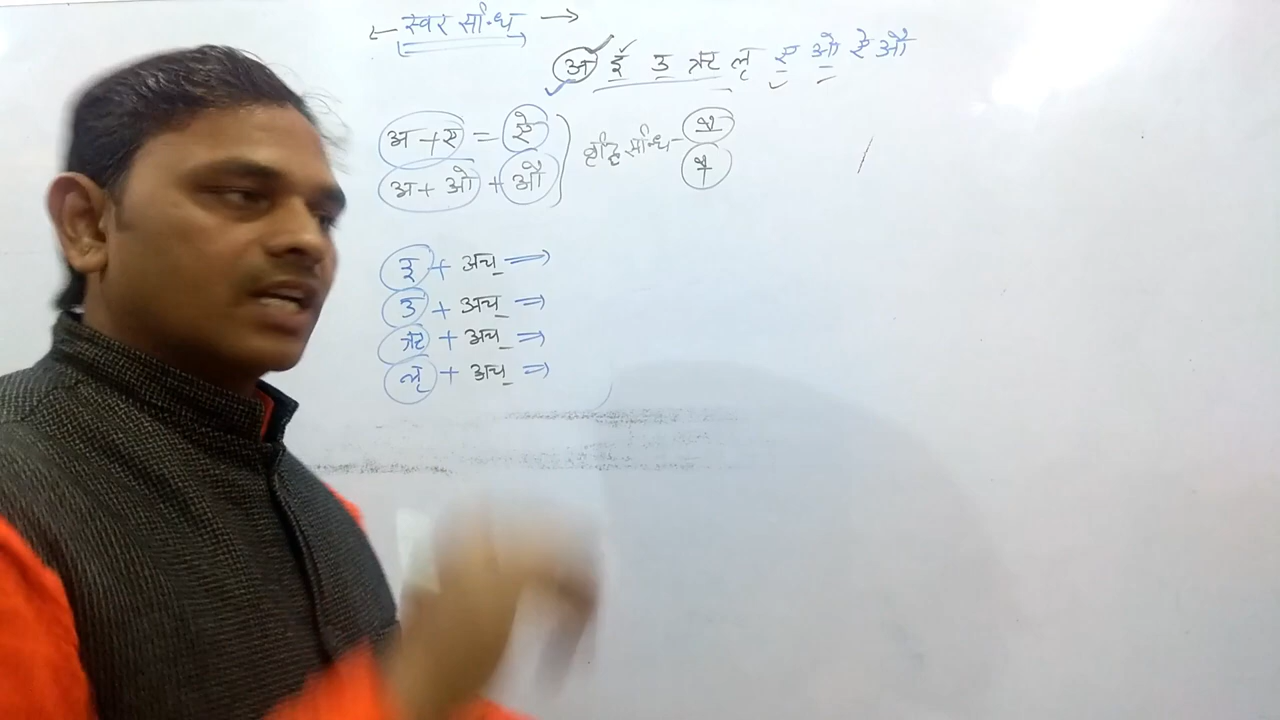 स्वर सन्धि
अ इ उ ऋ लृ ए ओ ऐ औ
अ + ए = ऐ
अ + ओ + औ
वृद्धि सन्धि -
इ + अच् ⇒
उ + अच् ⇒
ऋ + अच् ⇒
लृ + अच् ⇒